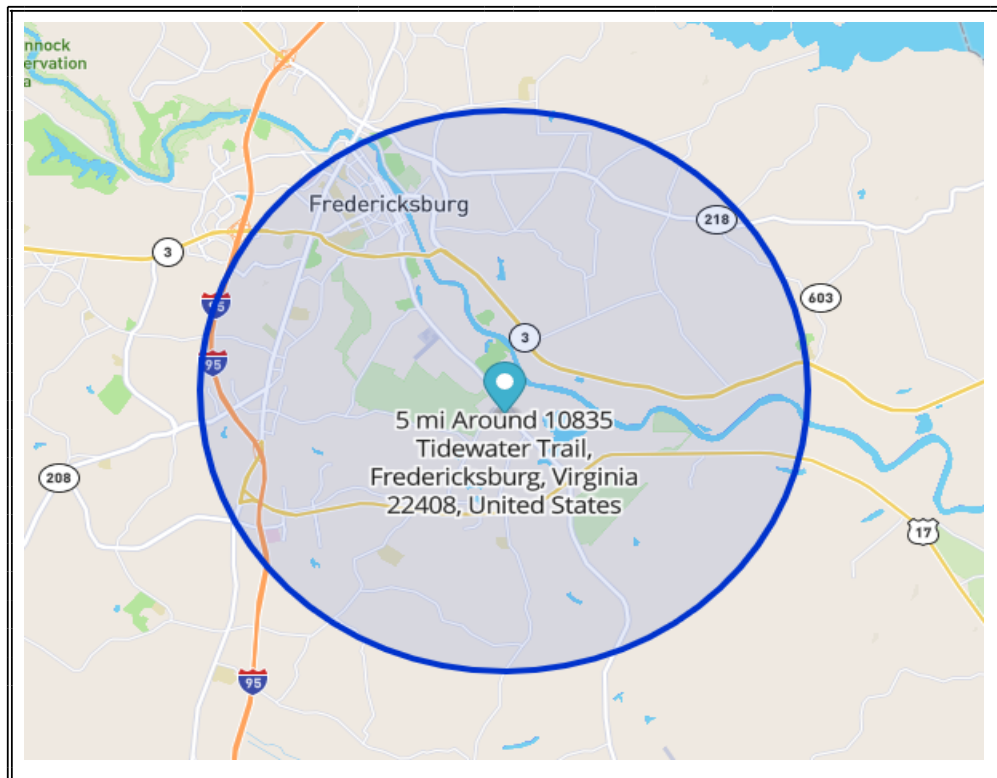 nnock
ervation
a
Fredericksburg
218
3
603
95
3
95
5 mi Around 10835
Tidewater Trail,
Fredericksburg, Virginia
22408, United States
208
17
95